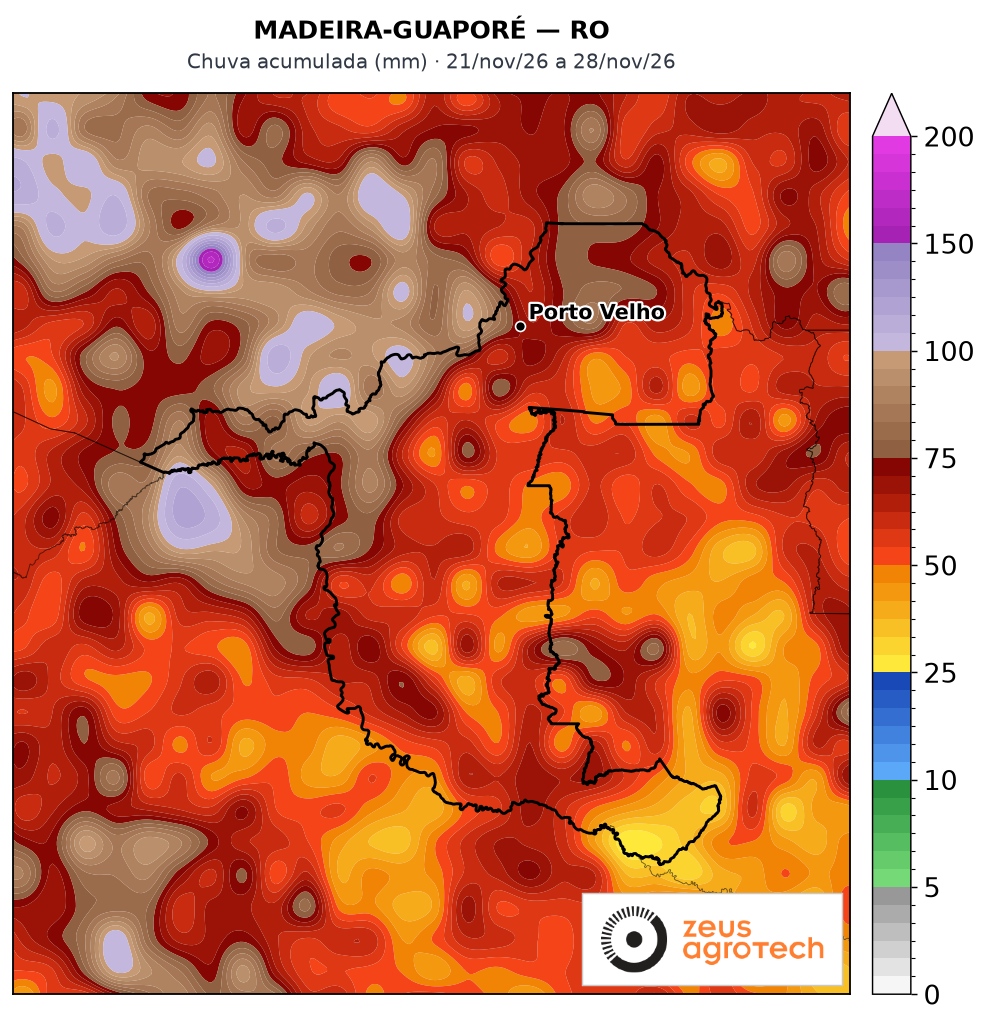 MADEIRA-GUAPORÉ — RO
Chuva acumulada (mm) · 21/nov/26 a 28/nov/26
Porto Velho
200
150
100
75
50
25
10
5
0
zeus
agrotech